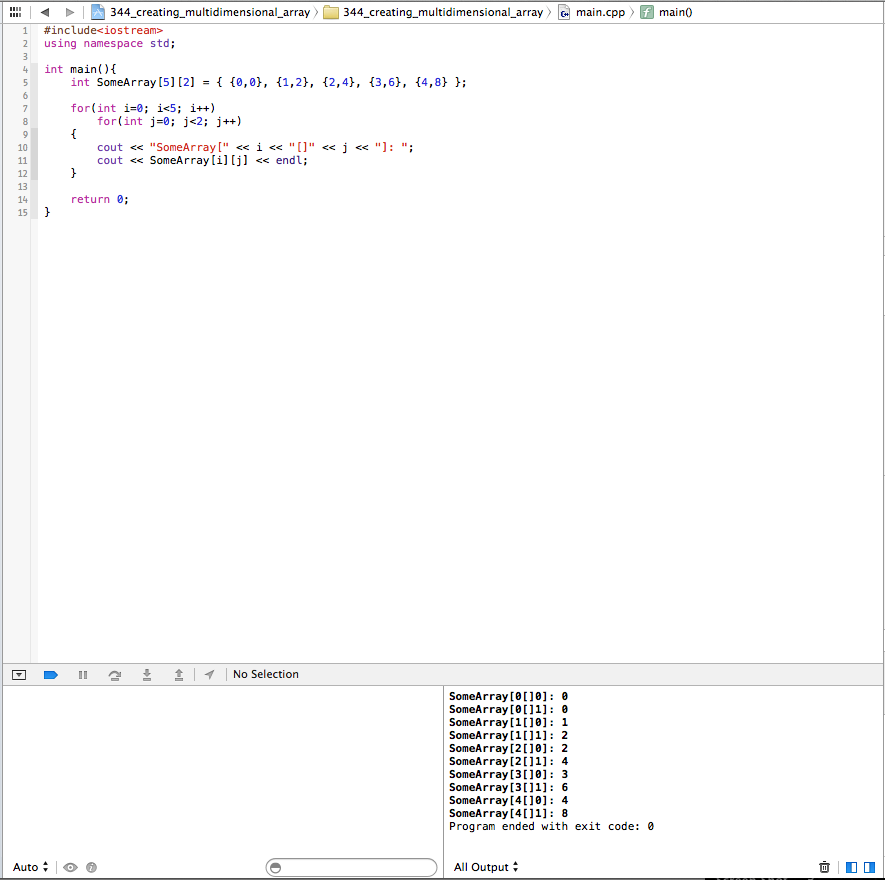 344_creating_multidimensional_array 344_creating_multidimensional_array main.cpp main()
1 #include<iostream>
2 using namespace std;
3
4 int main(){
5 int SomeArray[5][2] = { {0,0}, {1,2}, {2,4}, {3,6}, {4,8} };
6
7 for(int i=0; i<5; i++)
8 for(int j=0; j<2; j++)
9 {
10 cout << "SomeArray[" << i << "[]" << j << "]: ";
11 cout << SomeArray[i][j] << endl;
12 }
13
14 return 0;
15 }
No Selection
SomeArray[0[]0]: 0
SomeArray[0[]1]: 0
SomeArray[1[]0]: 1
SomeArray[1[]1]: 2
SomeArray[2[]0]: 2
SomeArray[2[]1]: 4
SomeArray[3[]0]: 3
SomeArray[3[]1]: 6
SomeArray[4[]0]: 4
SomeArray[4[]1]: 8
Program ended with exit code: 0
Auto All Output